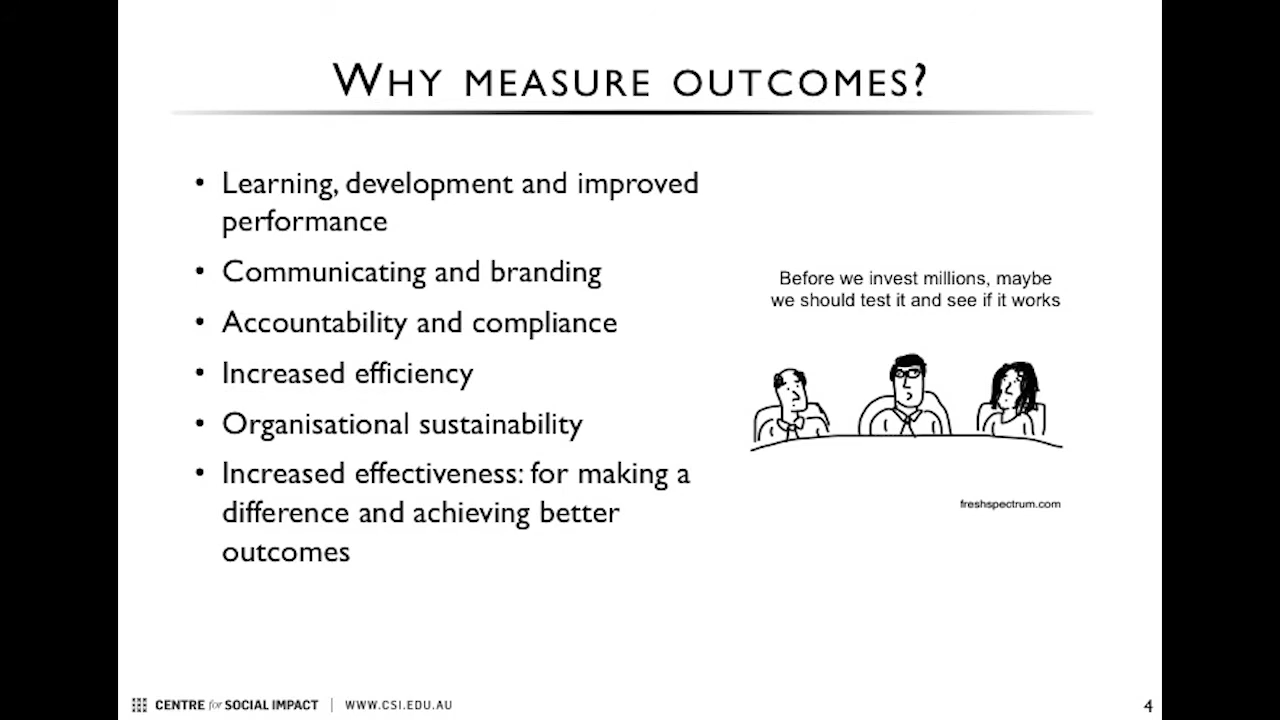 WHY MEASURE OUTCOMES?
• Learning, development and improved
performance
• Communicating and branding
• Accountability and compliance
• Increased efficiency
• Organisational sustainability
• Increased effectiveness: for making a
difference and achieving better
outcomes
Before we invest millions, maybe
we should test it and see if it works
freshspectrum.com
CENTRE for SOCIAL IMPACT | WWW.CSI.EDU.AU
4